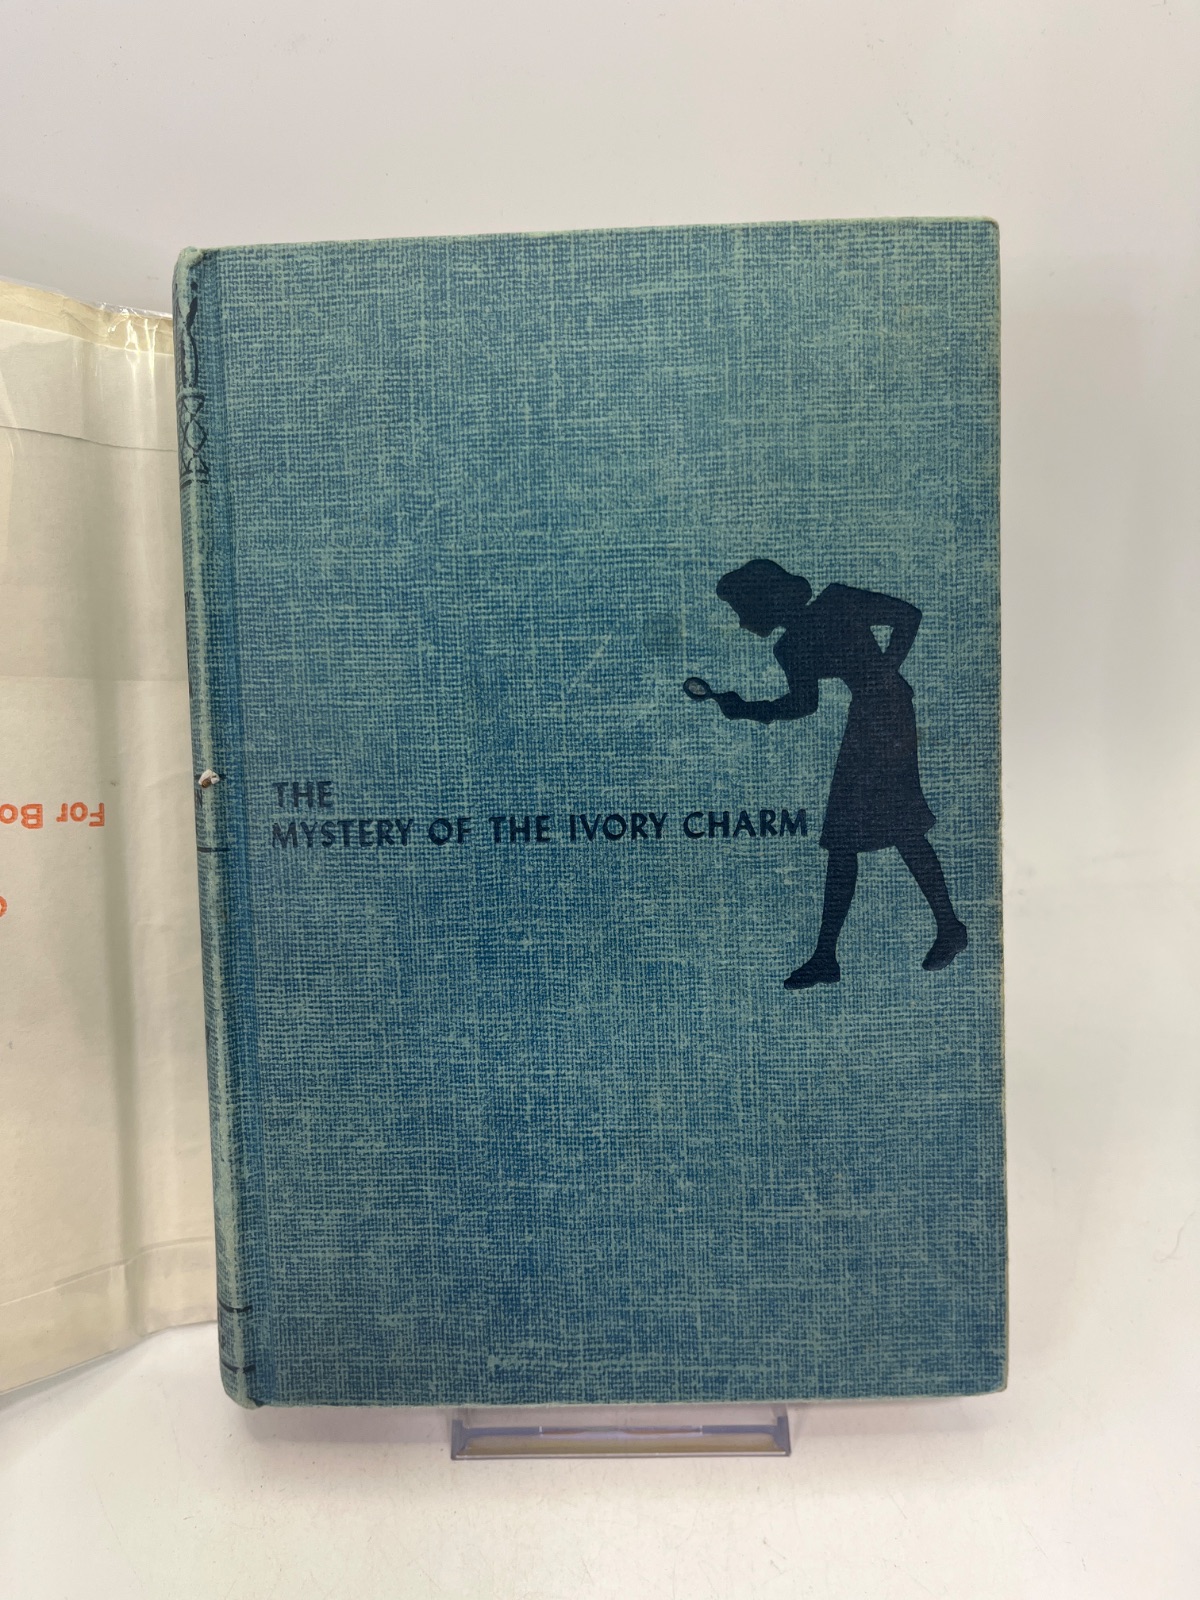 THE
MYSTERY OF THE IVORY CHARM
For Bo